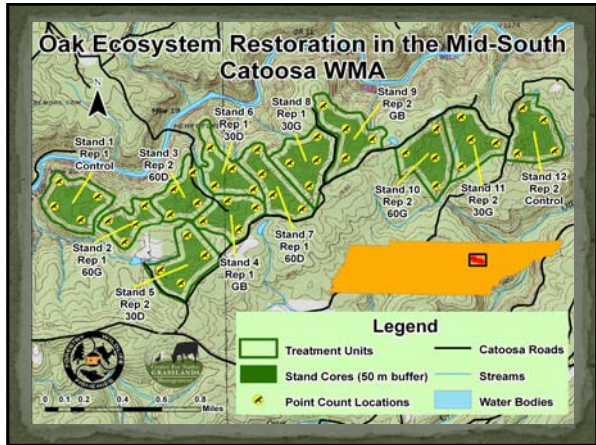 Oak Ecosystem Restoration in the Mid-South
Catoosa WMA
N
Stand 1
Rep 1
Control
Stand 3
Rep 2
60D
Stand 6
Rep 1
30D
Stand 8
Rep 1
30G
Stand 9
Rep 2
GB
Stand 2
Rep 1
60G
Stand 5
Rep 2
30D
Stand 4
Rep 1
GB
Stand 7
Rep 1
60D
Stand 10
Rep 2
60G
Stand 11
Rep 2
30G
Stand 12
Rep 2
Control
Legend
Treatment Units
Stand Cores (50 m buffer)
Point Count Locations
Catoosa Roads
Streams
Water Bodies
Center For Native
GRASSLANDS
Management
0 0.1 0.2 0.4 0.6 0.8
Miles